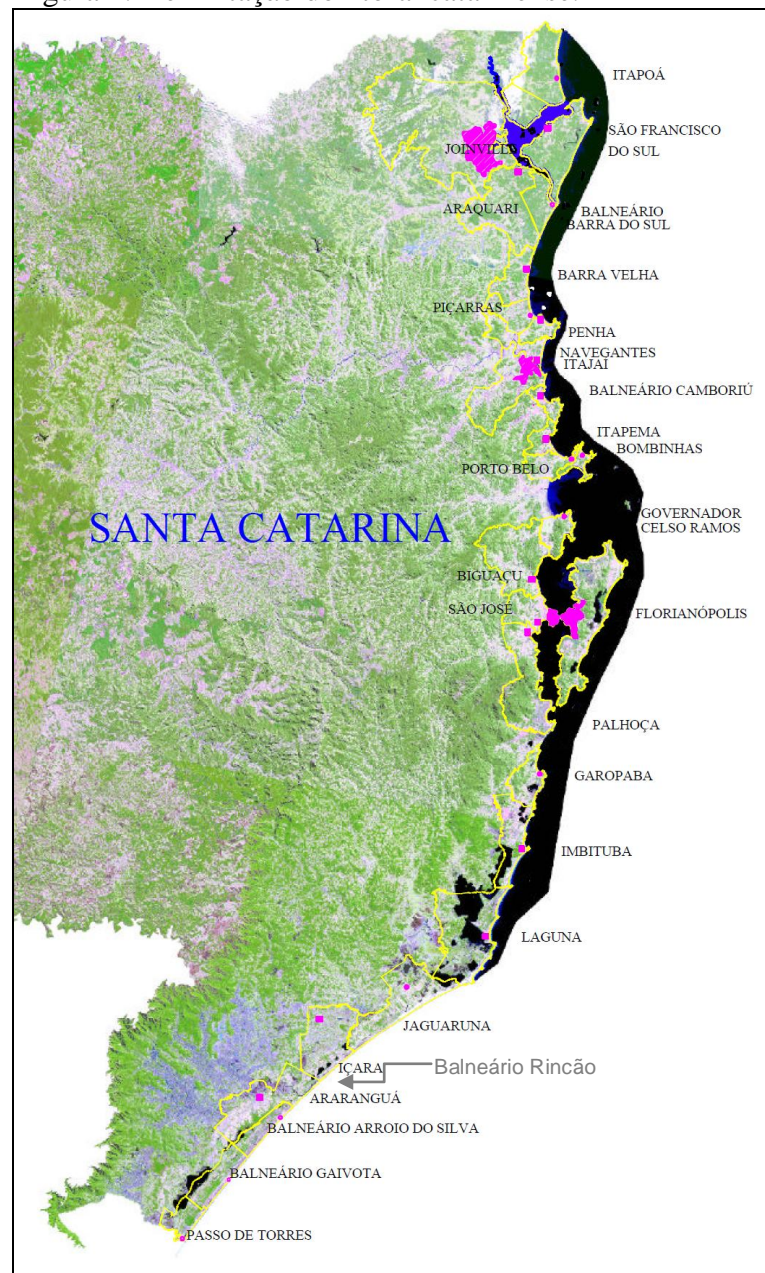 ITAPOÁ
SÃO FRANCISCO
DO SUL
JOINVILLE
ARAQUARI
BALNEÁRIO
BARRA DO SUL
BARRA VELHA
PIÇARRAS
PENHA
NAVEGANTES
ITAJAÍ
BALNEÁRIO CAMBORIÚ
ITAPEMA
BOMBINHAS
PORTO BELO
GOVERNADOR
CELSO RAMOS
SANTA CATARINA
BIGUAÇU
SÃO JOSÉ
FLORIANÓPOLIS
PALHOÇA
GAROPABA
IMBITUBA
LAGUNA
JAGUARUNA
IÇARA
Balneário Rincão
ARARANGUÁ
BALNEÁRIO ARROIO DO SILVA
BALNEÁRIO GAIVOTA
PASSO DE TORRES